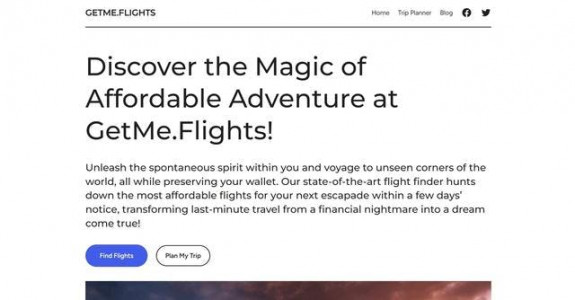 GETME.FLIGHTS
Home Trip Planner Blog
Discover the Magic of
Affordable Adventure at
GetMe.Flights!
Unleash the spontaneous spirit within you and voyage to unseen corners of the
world, all while preserving your wallet. Our state-of-the-art flight finder hunts
down the most affordable flights for your next escapade within a few days'
notice, transforming last-minute travel from a financial nightmare into a dream
come true!
Find Flights Plan My Trip